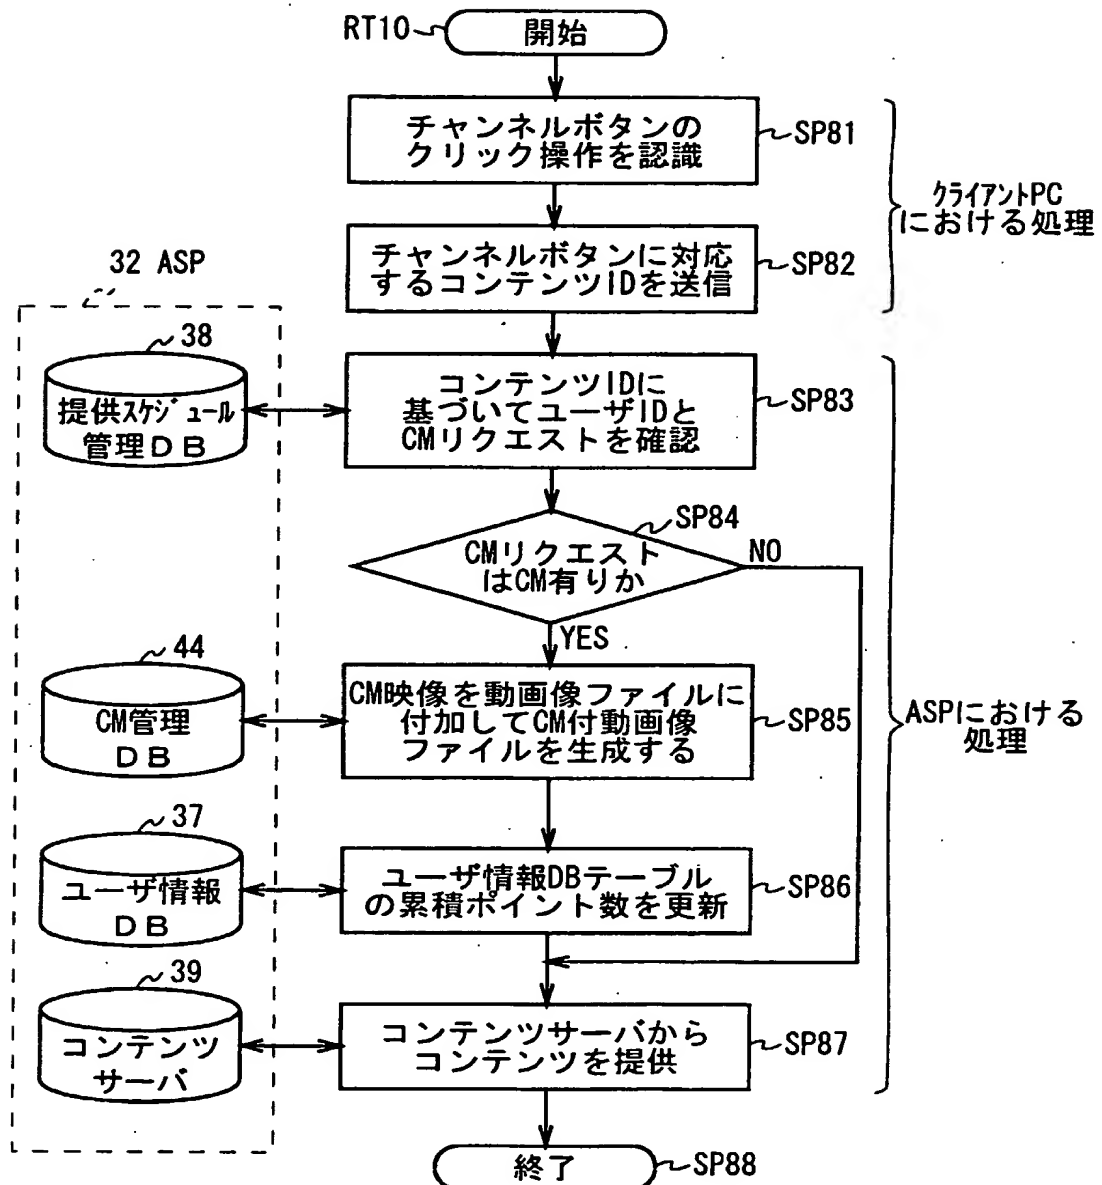 RT10
開始
チャンネルボタンの
クリック操作を認識
SP81
クライアントPC
における処理
チャンネルボタンに対応
するコンテンツIDを送信
SP82
32 ASP
38
提供スケジュール
管理DB
コンテンツIDに
基づいてユーザIDと
CMリクエストを確認
SP83
SP84
CMリクエスト
はCM有りか
NO
YES
44
CM管理
DB
CM映像を動画像ファイルに
付加してCM付動画像
ファイルを生成する
SP85
ASPにおける
処理
37
ユーザ情報
DB
ユーザ情報DBテーブル
の累積ポイント数を更新
SP86
39
コンテンツ
サーバ
コンテンツサーバから
コンテンツを提供
SP87
終了
SP88